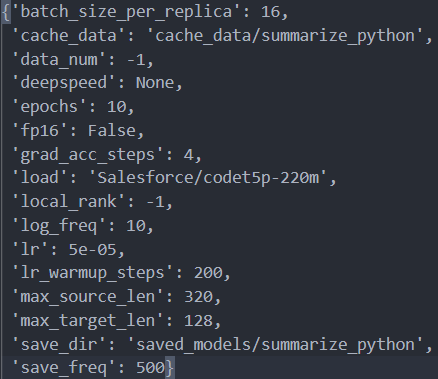 {'batch_size_per_replica': 16,
'cache_data': 'cache_data/summarize_python',
'data_num': -1,
'deepspeed': None,
'epochs': 10,
'fp16': False,
'grad_acc_steps': 4,
'load': 'Salesforce/codet5p-220m',
'local_rank': -1,
'log_freq': 10,
'lr': 5e-05,
'lr_warmup_steps': 200,
'max_source_len': 320,
'max_target_len': 128,
'save_dir': 'saved_models/summarize_python',
'save_freq': 500}